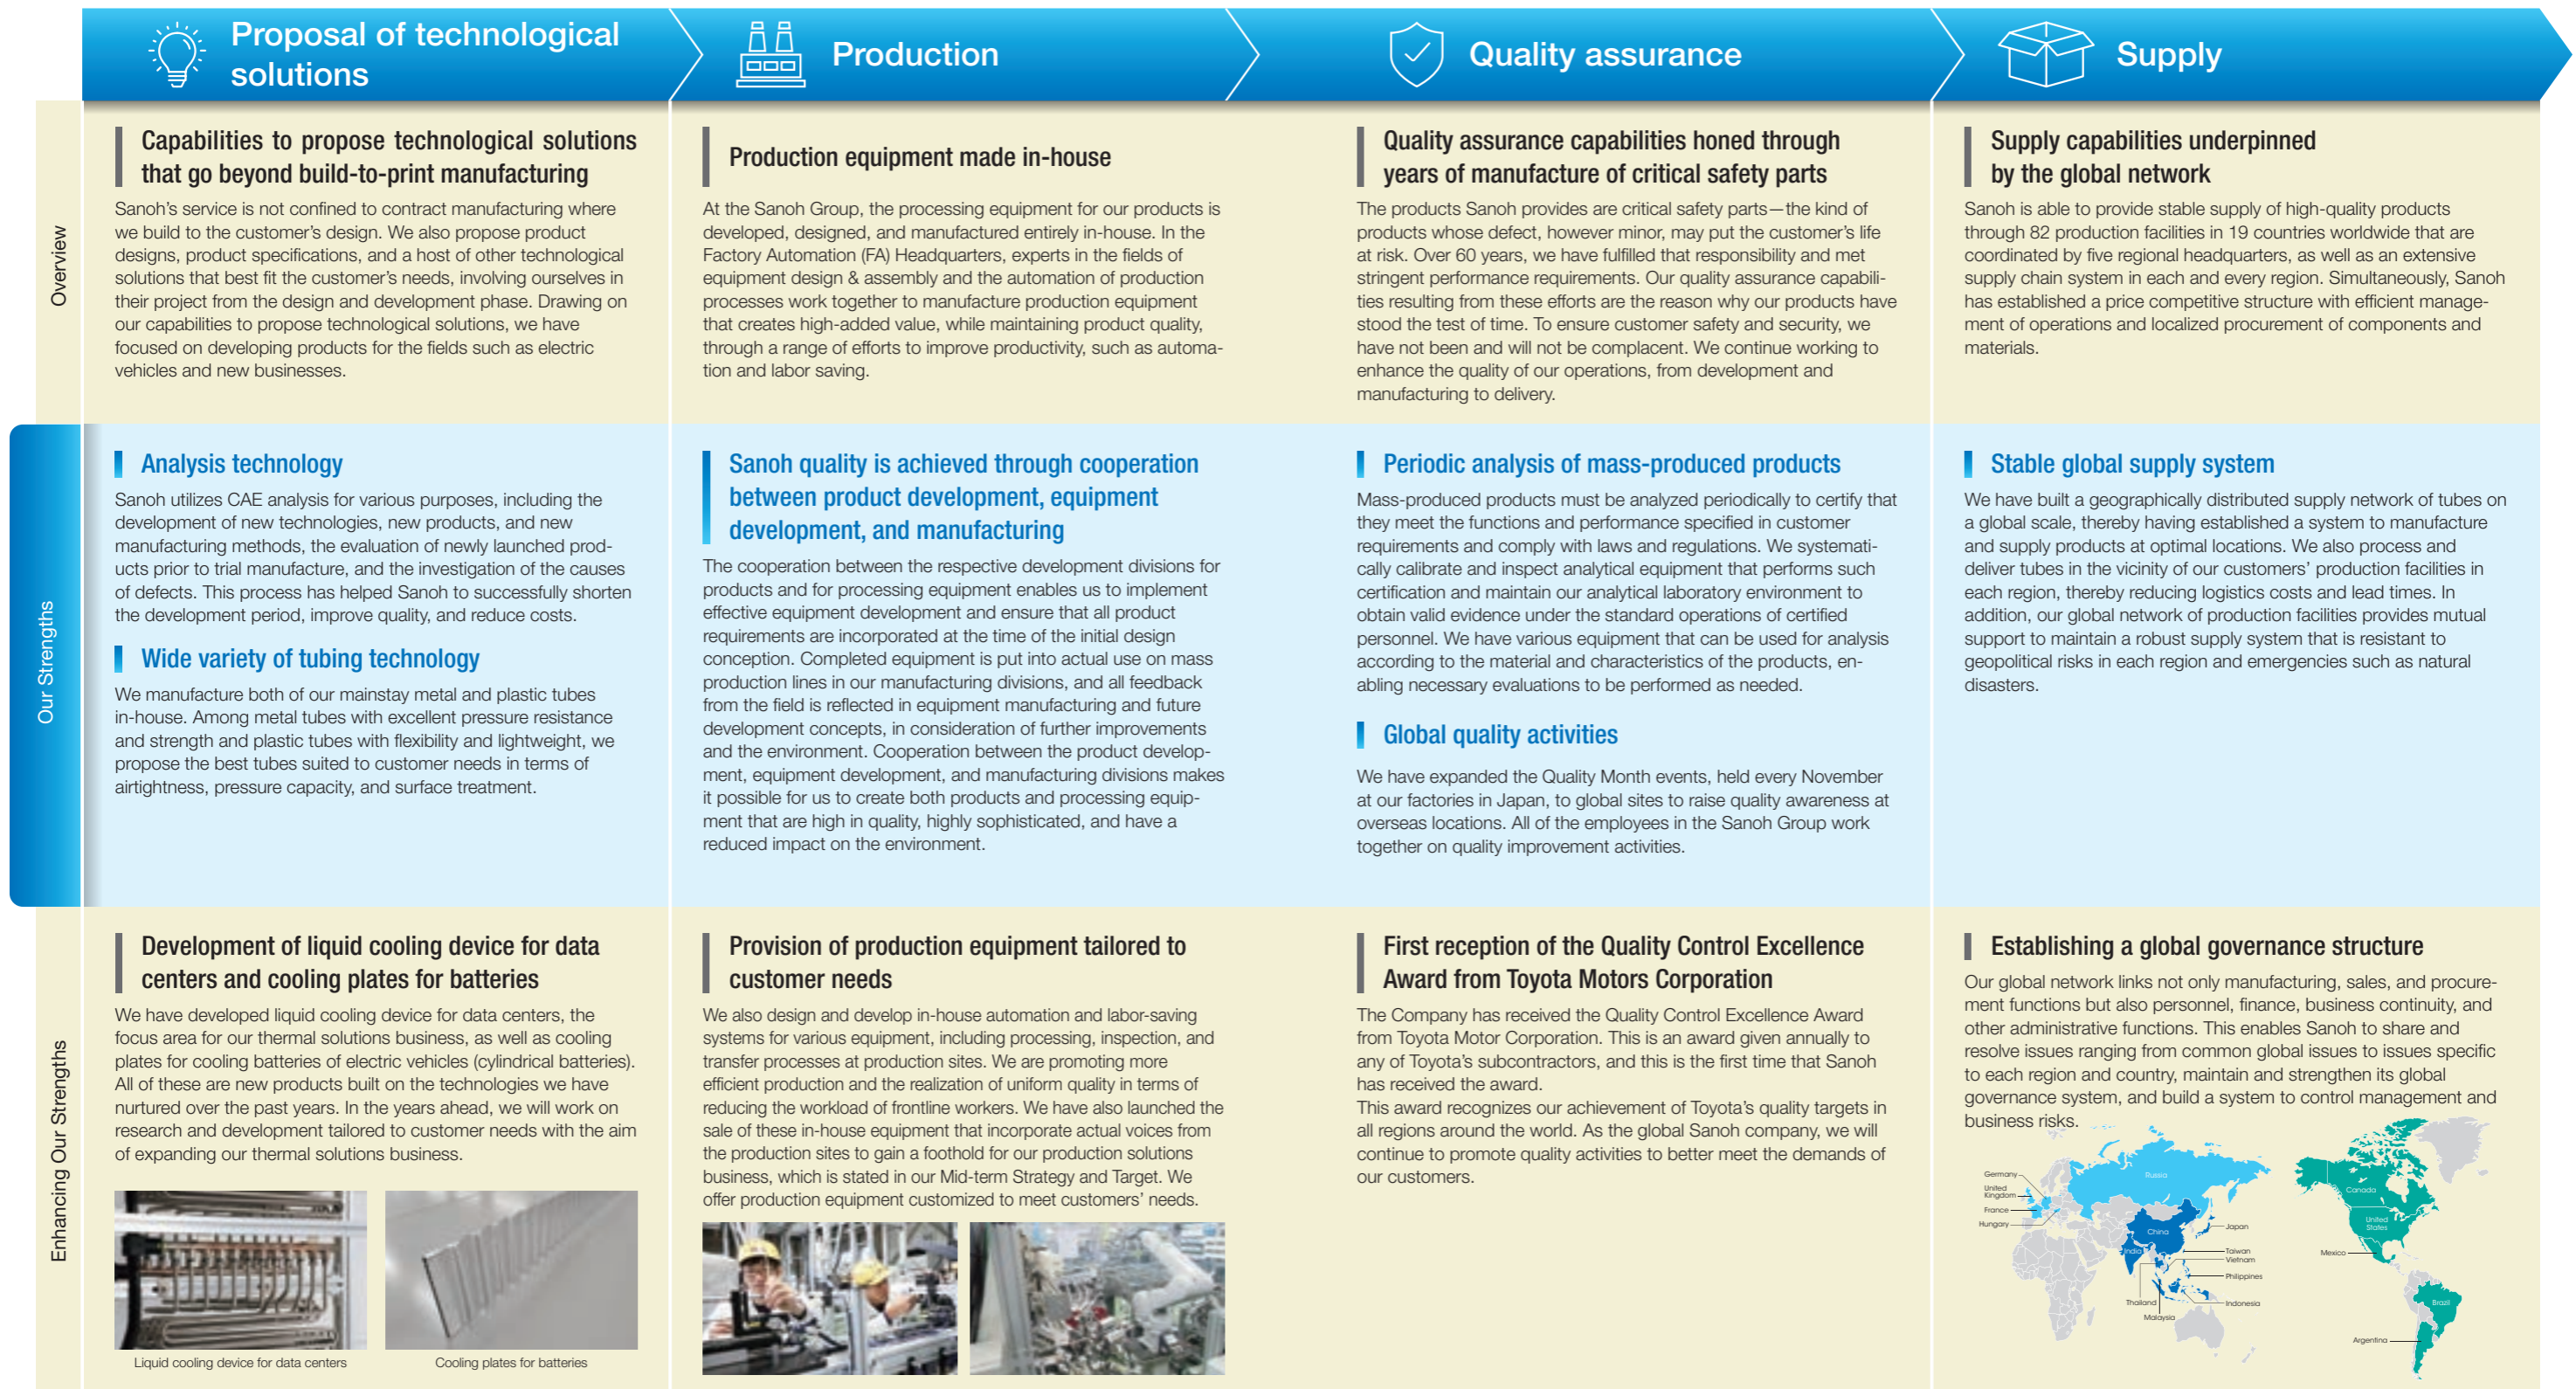 Proposal of technological
solutions
Production
Quality assurance
Supply
Overview
Capabilities to propose technological solutions
that go beyond build-to-print manufacturing
Sanoh's service is not confined to contract manufacturing where
we build to the customer's design. We also propose product
designs, product specifications, and a host of other technological
solutions that best fit the customer's needs, involving ourselves in
their project from the design and development phase. Drawing on
our capabilities to propose technological solutions, we have
focused on developing products for the fields such as electric
vehicles and new businesses.
Production equipment made in-house
At the Sanoh Group, the processing equipment for our products is
developed, designed, and manufactured entirely in-house. In the
Factory Automation (FA) Headquarters, experts in the fields of
equipment design & assembly and the automation of production
processes work together to manufacture production equipment
that creates high-added value, while maintaining product quality,
through a range of efforts to improve productivity, such as automa-
tion and labor saving.
Quality assurance capabilities honed through
years of manufacture of critical safety parts
The products Sanoh provides are critical safety parts—the kind of
products whose defect, however minor, may put the customer's life
at risk. Over 60 years, we have fulfilled that responsibility and met
stringent performance requirements. Our quality assurance capabili-
ties resulting from these efforts are the reason why our products have
stood the test of time. To ensure customer safety and security, we
have not been and will not be complacent. We continue working to
enhance the quality of our operations, from development and
manufacturing to delivery.
Supply capabilities underpinned
by the global network
Sanoh is able to provide stable supply of high-quality products
through 82 production facilities in 19 countries worldwide that are
coordinated by five regional headquarters, as well as an extensive
supply chain system in each and every region. Simultaneously, Sanoh
has established a price competitive structure with efficient manage-
ment of operations and localized procurement of components and
materials.
Our Strengths
Analysis technology
Sanoh utilizes CAE analysis for various purposes, including the
development of new technologies, new products, and new
manufacturing methods, the evaluation of newly launched prod-
ucts prior to trial manufacture, and the investigation of the causes
of defects. This process has helped Sanoh to successfully shorten
the development period, improve quality, and reduce costs.
Wide variety of tubing technology
We manufacture both of our mainstay metal and plastic tubes
in-house. Among metal tubes with excellent pressure resistance
and strength and plastic tubes with flexibility and lightweight, we
propose the best tubes suited to customer needs in terms of
airtightness, pressure capacity, and surface treatment.
Sanoh quality is achieved through cooperation
between product development, equipment
development, and manufacturing
The cooperation between the respective development divisions for
products and for processing equipment enables us to implement
effective equipment development and ensure that all product
requirements are incorporated at the time of the initial design
conception. Completed equipment is put into actual use on mass
production lines in our manufacturing divisions, and all feedback
from the field is reflected in equipment manufacturing and future
development concepts, in consideration of further improvements
and the environment. Cooperation between the product develop-
ment, equipment development, and manufacturing divisions makes
it possible for us to create both products and processing equip-
ment that are high in quality, highly sophisticated, and have a
reduced impact on the environment.
Periodic analysis of mass-produced products
Mass-produced products must be analyzed periodically to certify that
they meet the functions and performance specified in customer
requirements and comply with laws and regulations. We systemati-
cally calibrate and inspect analytical equipment that performs such
certification and maintain our analytical laboratory environment to
obtain valid evidence under the standard operations of certified
personnel. We have various equipment that can be used for analysis
according to the material and characteristics of the products, en-
abling necessary evaluations to be performed as needed.
Global quality activities
We have expanded the Quality Month events, held every November
at our factories in Japan, to global sites to raise quality awareness at
overseas locations. All of the employees in the Sanoh Group work
together on quality improvement activities.
Stable global supply system
We have built a geographically distributed supply network of tubes on
a global scale, thereby having established a system to manufacture
and supply products at optimal locations. We also process and
deliver tubes in the vicinity of our customers' production facilities in
each region, thereby reducing logistics costs and lead times. In
addition, our global network of production facilities provides mutual
support to maintain a robust supply system that is resistant to
geopolitical risks in each region and emergencies such as natural
disasters.
Enhancing Our Strengths
Development of liquid cooling device for data
centers and cooling plates for batteries
We have developed liquid cooling device for data centers, the
focus area for our thermal solutions business, as well as cooling
plates for cooling batteries of electric vehicles (cylindrical batteries).
All of these are new products built on the technologies we have
nurtured over the past years. In the years ahead, we will work on
research and development tailored to customer needs with the aim
of expanding our thermal solutions business.
Liquid cooling device for data centers
Cooling plates for batteries
Provision of production equipment tailored to
customer needs
We also design and develop in-house automation and labor-saving
systems for various equipment, including processing, inspection, and
transfer processes at production sites. We are promoting more
efficient production and the realization of uniform quality in terms of
reducing the workload of frontline workers. We have also launched the
sale of these in-house equipment that incorporate actual voices from
the production sites to gain a foothold for our production solutions
business, which is stated in our Mid-term Strategy and Target. We
offer production equipment customized to meet customers' needs.
First reception of the Quality Control Excellence
Award from Toyota Motors Corporation
The Company has received the Quality Control Excellence Award
from Toyota Motor Corporation. This is an award given annually to
any of Toyota's subcontractors, and this is the first time that Sanoh
has received the award.
This award recognizes our achievement of Toyota's quality targets in
all regions around the world. As the global Sanoh company, we will
continue to promote quality activities to better meet the demands of
our customers.
Establishing a global governance structure
Our global network links not only manufacturing, sales, and procure-
ment functions but also personnel, finance, business continuity, and
other administrative functions. This enables Sanoh to share and
resolve issues ranging from common global issues to issues specific
to each region and country, maintain and strengthen its global
governance system, and build a system to control management and
business risks.
Germany
United
Kingdom
France
Hungary
Russia
China
India
Japan
Taiwan
Vietnam
Philippines
Thailand
Indonesia
Malaysia
Canada
United
States
Mexico
Brazil
Argentina